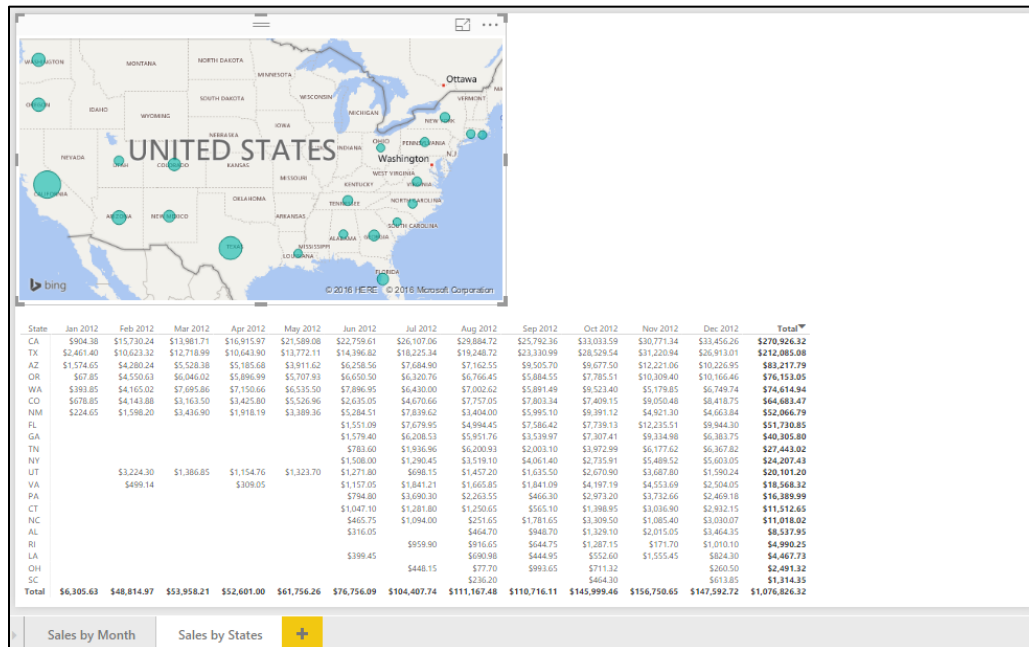 WASHINGTON MONTANA NORTH DAKOTA
MINNESOTA
Ottawa
OREGON SOUTH DAKOTA WISCONSIN VERMONT
IDAHO WYOMING MICHIGAN NEW YORK
IOWA
NEBRASKA
UNITED STATES
OHIO PENNSYLVANIA
NEVADA UTAH COLORADO KANSAS INDIANA Washington N.J.
MISSOURI WEST VIRGINIA
KENTUCKY VIRGINIA
CALIFORNIA
OKLAHOMA TENNESSEE NORTH CAROLINA
ARIZONA NEW MEXICO ARKANSAS
SOUTH CAROLINA
ALABAMA GEORGIA
TEXAS MISSISSIPPI
LOUISIANA
FLORIDA
bing © 2016 HERE © 2016 Microsoft Corporation
State Jan 2012 Feb 2012 Mar 2012 Apr 2012 May 2012 Jun 2012 Jul 2012 Aug 2012 Sep 2012 Oct 2012 Nov 2012 Dec 2012 Total
CA $904.38 $15,730.24 $13,981.71 $16,915.97 $21,589.08 $22,759.61 $26,107.06 $29,884.72 $25,792.36 $33,033.59 $30,771.34 $33,456.26 $270,926.32
TX $2,461.40 $10,623.32 $12,718.99 $10,643.90 $13,772.11 $14,396.82 $18,225.34 $19,248.72 $23,330.99 $28,529.54 $31,220.94 $26,913.01 $212,085.08
AZ $1,574.65 $4,280.24 $5,528.38 $5,185.68 $3,911.62 $6,258.56 $7,684.90 $7,162.55 $9,505.70 $9,677.50 $12,221.06 $10,226.95 $83,217.79
OR $67.85 $4,550.63 $6,046.02 $5,896.99 $5,707.93 $6,650.50 $6,320.76 $6,766.45 $5,884.55 $7,785.51 $10,309.40 $10,166.46 $76,153.05
WA $393.85 $4,165.02 $7,695.86 $7,150.66 $6,535.50 $7,896.95 $6,430.00 $7,002.62 $5,891.49 $9,523.40 $5,179.85 $6,749.74 $74,614.94
CO $678.85 $4,143.88 $3,163.50 $3,425.80 $5,526.96 $2,635.05 $4,670.66 $7,757.05 $7,803.34 $7,409.15 $9,050.48 $8,418.75 $64,683.47
NM $224.65 $1,598.20 $3,436.90 $1,918.19 $3,389.36 $5,284.51 $7,839.62 $3,404.00 $5,995.10 $9,391.12 $4,921.30 $4,663.84 $52,066.79
FL $1,551.09 $7,679.95 $4,994.45 $7,586.42 $7,739.13 $12,235.51 $9,944.30 $51,730.85
GA $1,579.40 $6,208.53 $5,951.76 $3,539.97 $7,307.41 $9,334.98 $6,383.75 $40,305.80
TN $783.60 $1,936.96 $6,200.93 $2,003.10 $3,972.99 $6,177.62 $6,367.82 $27,443.02
NY $1,508.00 $1,290.45 $3,519.10 $4,061.40 $2,735.91 $5,489.52 $5,603.05 $24,207.43
UT $3,224.30 $1,386.85 $1,154.76 $1,323.70 $1,271.80 $698.15 $1,457.20 $1,635.50 $2,670.90 $3,687.80 $1,590.24 $20,101.20
VA $499.14 $309.05 $1,157.05 $1,841.21 $1,665.85 $1,841.09 $4,197.19 $4,553.69 $2,504.05 $18,568.32
PA $794.80 $3,690.30 $2,263.55 $466.30 $2,973.20 $3,732.66 $2,469.18 $16,389.99
CT $1,047.10 $1,281.80 $1,250.65 $565.10 $1,398.95 $3,036.90 $2,932.15 $11,512.65
NC $465.75 $1,094.00 $251.65 $1,781.65 $3,309.50 $1,085.40 $3,030.07 $11,018.02
AL $316.05 $464.70 $948.70 $1,329.10 $2,015.05 $3,464.35 $8,537.95
RI $959.90 $916.65 $644.75 $1,287.15 $171.70 $1,010.10 $4,990.25
LA $399.45 $690.98 $444.95 $552.60 $1,555.45 $824.30 $4,467.73
OH $448.15 $77.70 $993.65 $711.32 $260.50 $2,491.32
SC $236.20 $464.30 $613.85 $1,314.35
Total $6,305.63 $48,814.97 $53,958.21 $52,601.00 $61,756.26 $76,756.09 $104,407.74 $111,167.48 $110,716.11 $145,999.46 $156,750.65 $147,592.72 $1,076,826.32
Sales by Month Sales by States +